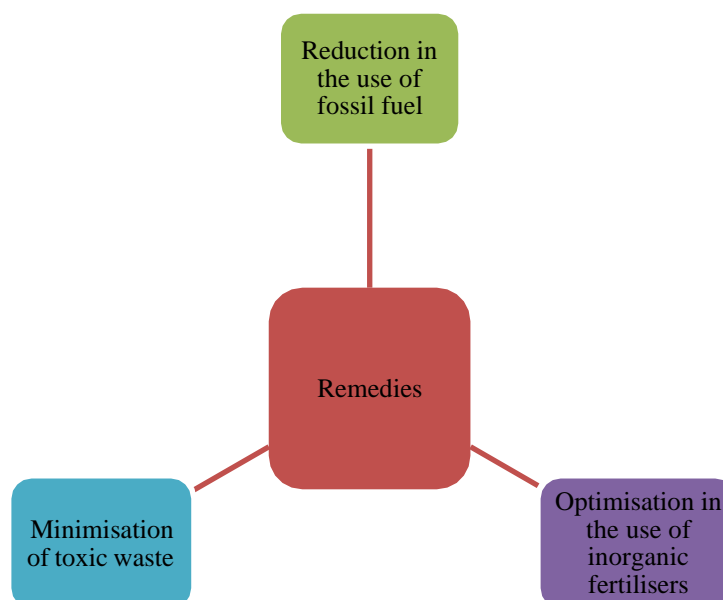 Reduction in
the use of
fossil fuel
Remedies
Minimisation
of toxic waste
Optimisation in
the use of
inorganic
fertilisers